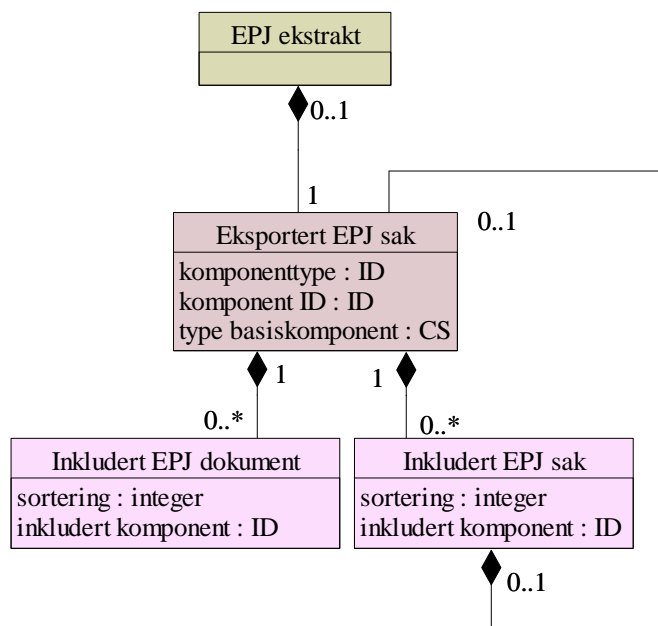 EPJ ekstrakt
0..1
1
0..1
Eksportert EPJ sak
komponenttype : ID
komponent ID : ID
type basiskomponent : CS
1
1
0..*
0..*
Inkludert EPJ dokument
sortering : integer
inkludert komponent : ID
Inkludert EPJ sak
sortering : integer
inkludert komponent : ID
0..1